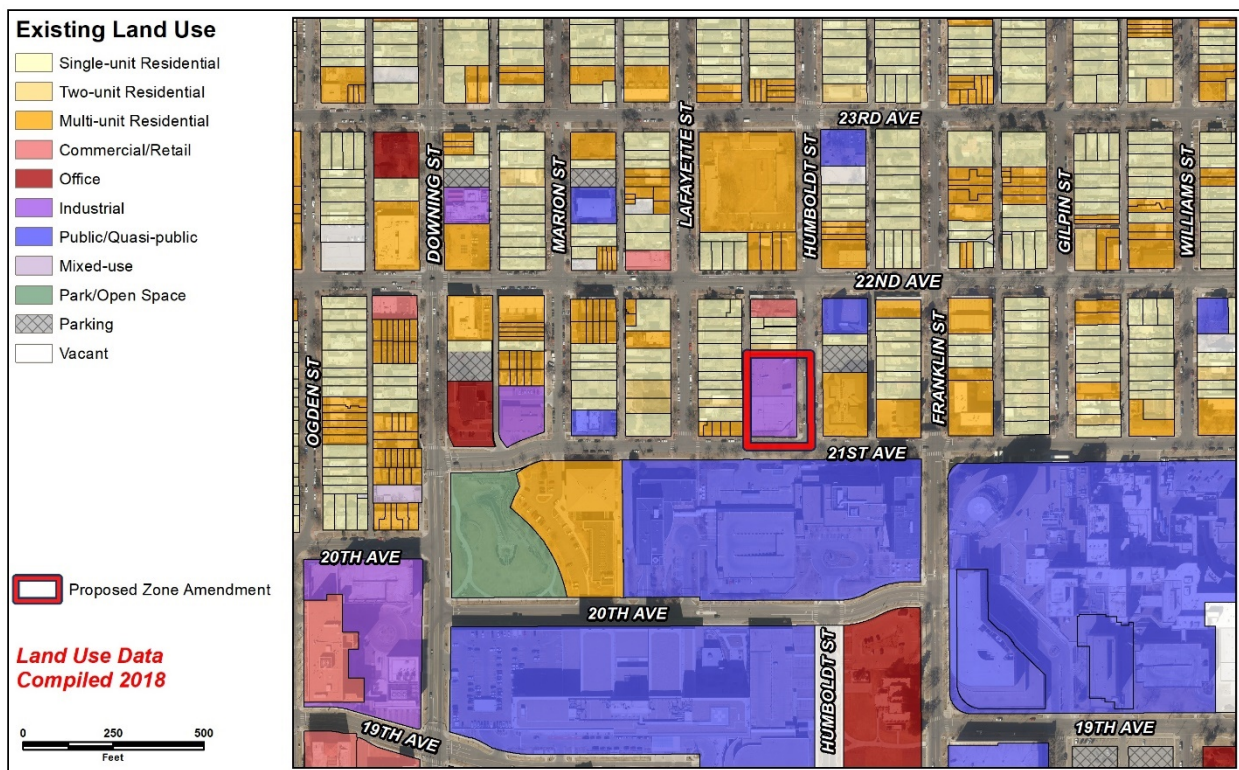 Existing Land Use
Single-unit Residential
Two-unit Residential
Multi-unit Residential
Commercial/Retail
Office
Industrial
Public/Quasi-public
Mixed-use
Park/Open Space
Parking
Vacant
Proposed Zone Amendment
Land Use Data
Compiled 2018
0 250 500
Feet
23RD AVE
DOWNING ST
MARION ST
LAFAYETTE ST
HUMBOLDT ST
GILPIN ST
WILLIAMS ST
22ND AVE
OGDEN ST
FRANKLIN ST
21ST AVE
20TH AVE
20TH AVE
HUMBOLDT ST
19TH AVE
19TH AVE